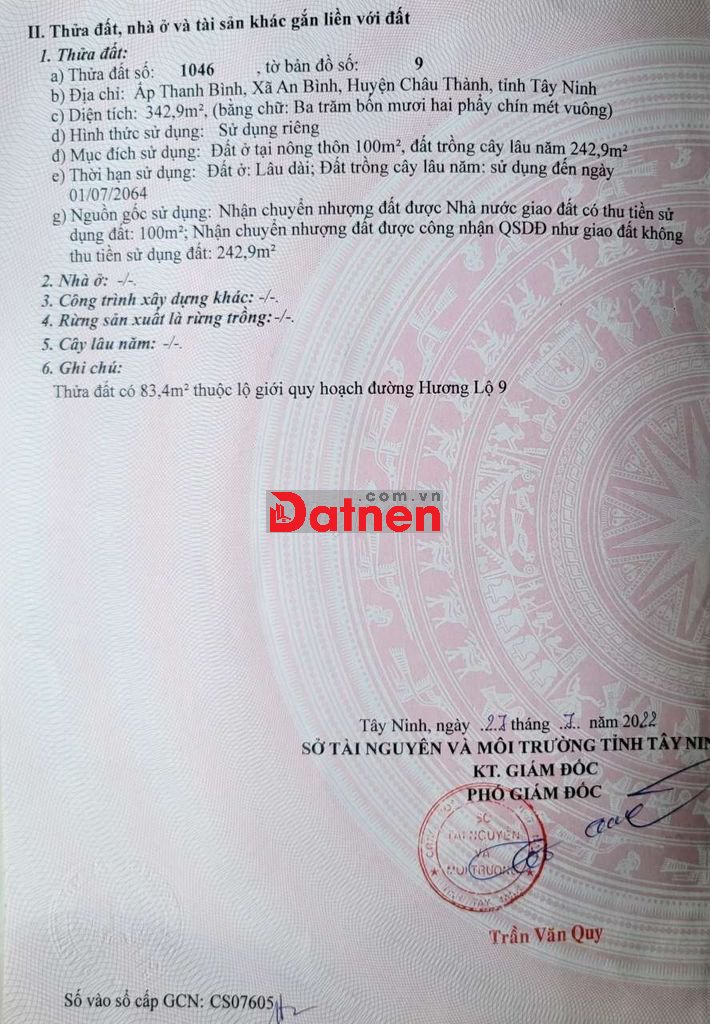 II. Thửa đất, nhà ở và tài sản khác gắn liền với đất
1. Thửa đất:
a) Thửa đất số: 1046 , tờ bản đồ số: 9
b) Địa chỉ: Ấp Thanh Bình, Xã An Bình, Huyện Châu Thành, tỉnh Tây Ninh
c) Diện tích: 342,9m², (bằng chữ: Ba trăm bốn mươi hai phẩy chín mét vuông)
d) Hình thức sử dụng: Sử dụng riêng
đ) Mục đích sử dụng: Đất ở tại nông thôn 100m², đất trồng cây lâu năm 242,9m²
e) Thời hạn sử dụng: Đất ở: Lâu dài; Đất trồng cây lâu năm: sử dụng đến ngày
01/07/2064
g) Nguồn gốc sử dụng: Nhận chuyển nhượng đất được Nhà nước giao đất có thu tiền sử
dụng đất: 100m²; Nhận chuyển nhượng đất được công nhận QSDĐ như giao đất không
thu tiền sử dụng đất: 242,9m²
2. Nhà ở: -/-.
3. Công trình xây dựng khác: -/-.
4. Rừng sản xuất là rừng trồng: -/-.
5. Cây lâu năm: -/-.
6. Ghi chú:
Thửa đất có 83,4m² thuộc lộ giới quy hoạch đường Hương Lộ 9
.com.vn
Datnen
Tây Ninh, ngày .27 tháng .7.. năm 2022
SỞ TÀI NGUYÊN VÀ MÔI TRƯỜNG TỈNH TÂY NIN
KT. GIÁM ĐỐC
PHÓ GIÁM ĐỐC
SỞ
TÀI NGUYÊN
VÀ
MÔI TRƯỜNG
Trần Văn Quy
Số vào sổ cấp GCN: CS07605